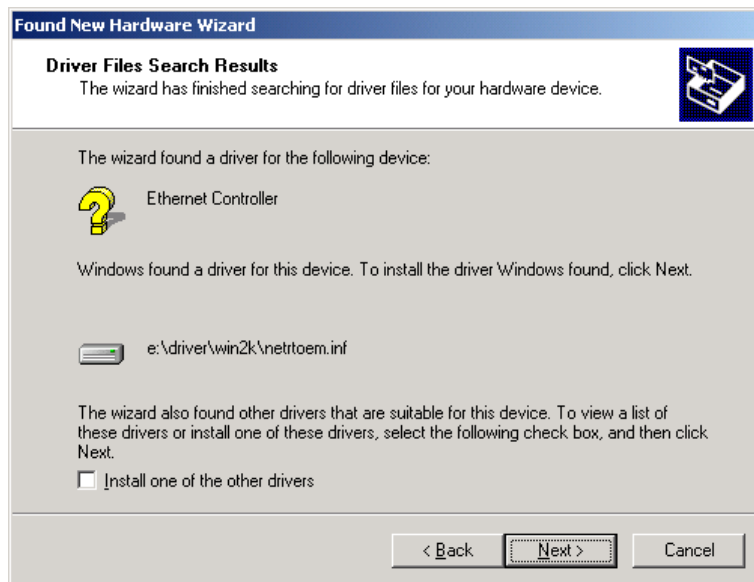 Found New Hardware Wizard
Driver Files Search Results
The wizard has finished searching for driver files for your hardware device.
The wizard found a driver for the following device:
Ethernet Controller
Windows found a driver for this device. To install the driver Windows found, click Next.
e:\driver\win2k\netrtoem.inf
The wizard also found other drivers that are suitable for this device. To view a list of
these drivers or install one of these drivers, select the following check box, and then click
Next.
Install one of the other drivers
< Back Next > Cancel